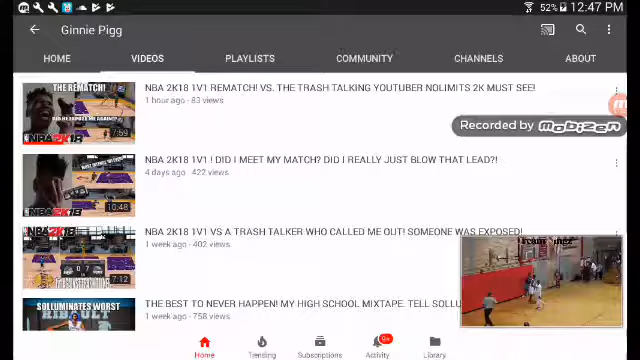 52% 12:47 PM
Ginnie Pigg
HOME VIDEOS PLAYLISTS COMMUNITY CHANNELS ABOUT
THE REMATCH!
NBA 2K18
7:59
NBA 2K18 1V1 REMATCH! VS. THE TRASH TALKING YOUTUBER NOLIMITS 2K MUST SEE!
1 hour ago · 83 views
Recorded by mobizen
NBA 2K18
10:48
NBA 2K18 1V1 ! DID I MEET MY MATCH? DID I REALLY JUST BLOW THAT LEAD?!
4 days ago · 422 views
NBA 2K18
0 7
7:12
NBA 2K18 1V1 VS A TRASH TALKER WHO CALLED ME OUT! SOMEONE WAS EXPOSED!
1 week ago · 402 views
SOLLUMINATIS WORST
RIBAULT
THE BEST TO NEVER HAPPEN! MY HIGH SCHOOL MIXTAPE. TELL SOLLU
1 week ago · 758 views
Home Trending Subscriptions Activity Library
9+